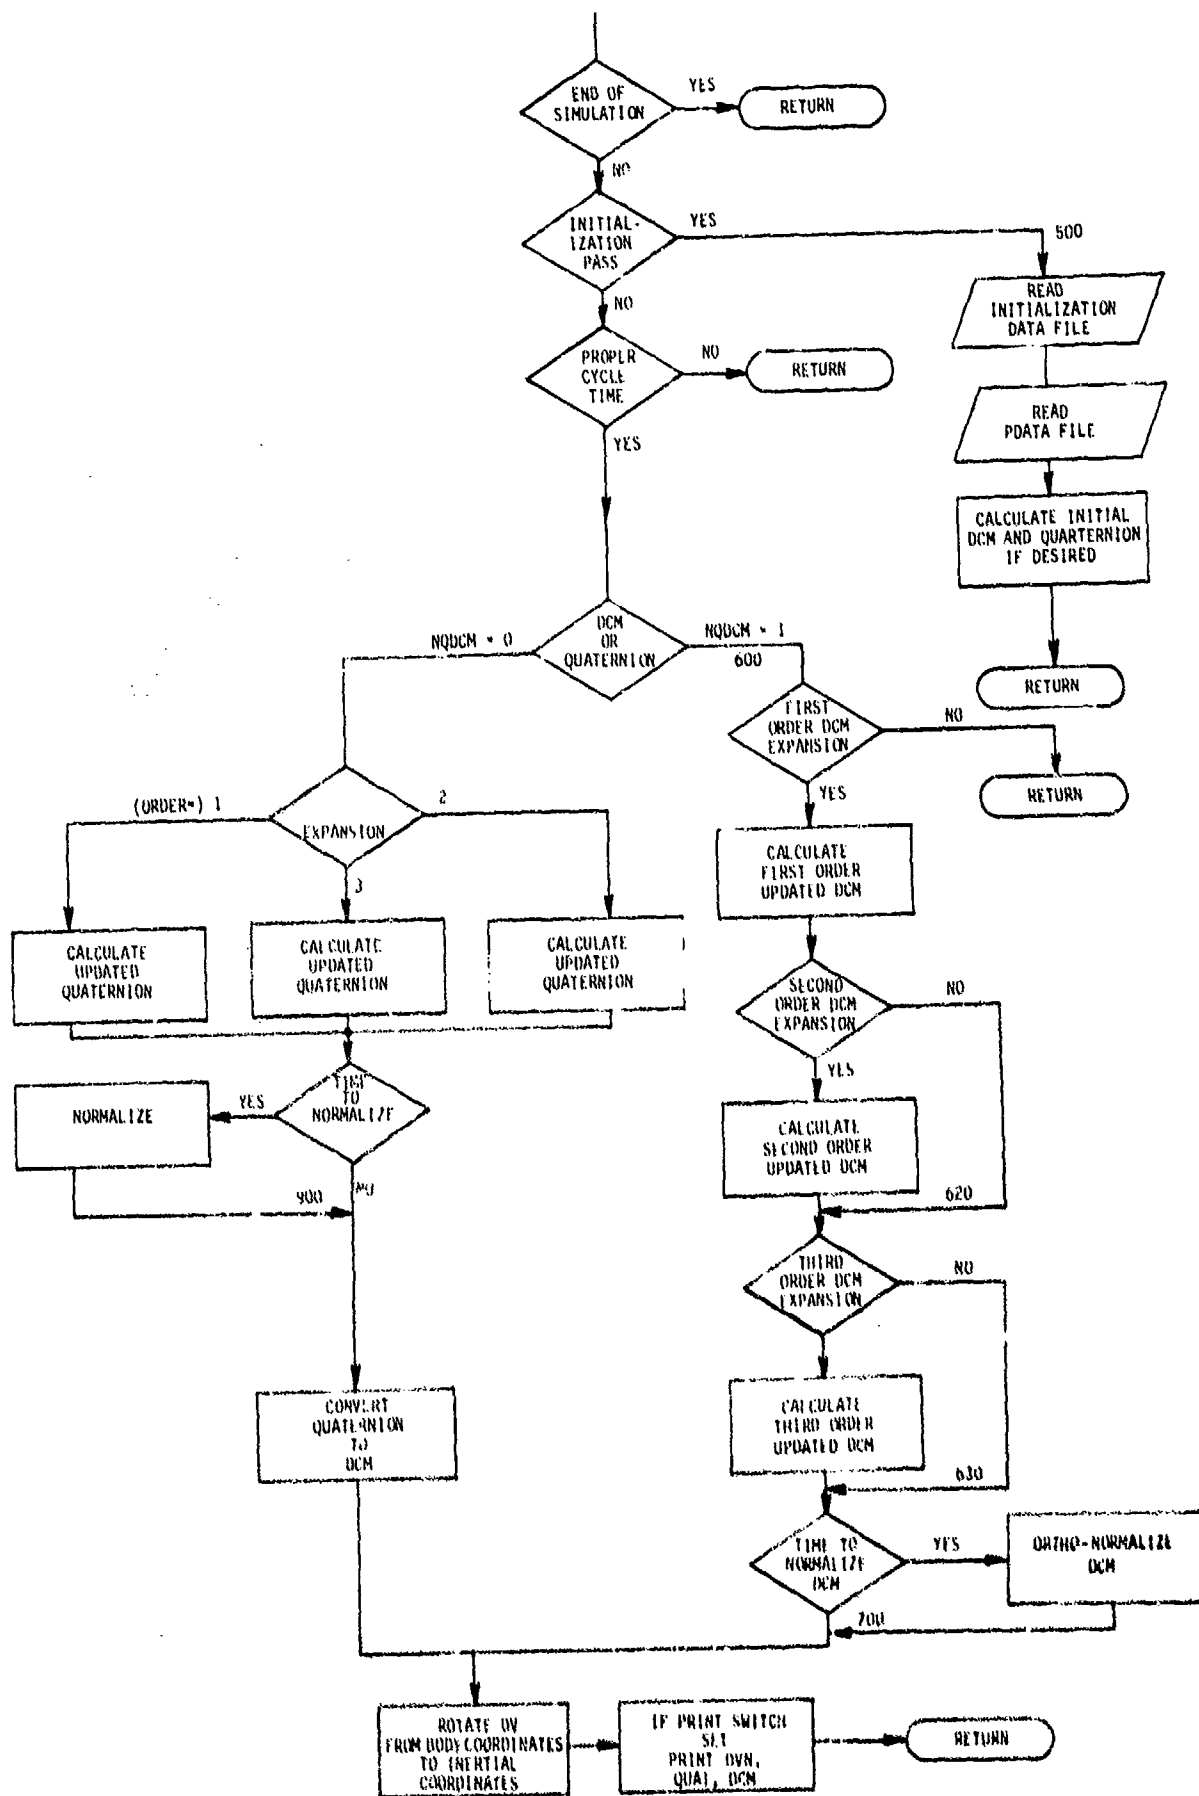 END OF
SIMULATION
YES
RETURN
NO
INITIAL-
IZATION
PASS
YES
500
READ
INITIALIZATION
DATA FILE
NO
PROPER
CYCLE
TIME
NO
RETURN
READ
PDATA FILE
YES
CALCULATE INITIAL
DCM AND QUARTERNION
IF DESIRED
RETURN
DCM
OR
QUATERNION
NQDCM = 0
NQDCM = 1
600
FIRST
ORDER DCM
EXPANSION
NO
RETURN
YES
(ORDER=) 1
EXPANSION
2
3
CALCULATE
FIRST ORDER
UPDATED DCM
CALCULATE
UPDATED
QUATERNION
CALCULATE
UPDATED
QUATERNION
CALCULATE
UPDATED
QUATERNION
SECOND
ORDER DCM
EXPANSION
NO
YES
TIME
TO
NORMALIZE
YES
NORMALIZE
NO
900
CALCULATE
SECOND ORDER
UPDATED DCM
620
THIRD
ORDER DCM
EXPANSION
NO
CALCULATE
THIRD ORDER
UPDATED DCM
630
CONVERT
QUATERNION
TO
DCM
TIME TO
NORMALIZE
DCM
YES
ORTHO-NORMALIZE
DCM
700
ROTATE DV
FROM BODY COORDINATES
TO INERTIAL
COORDINATES
IF PRINT SWITCH
SET
PRINT DVN,
QUAT, DCM
RETURN